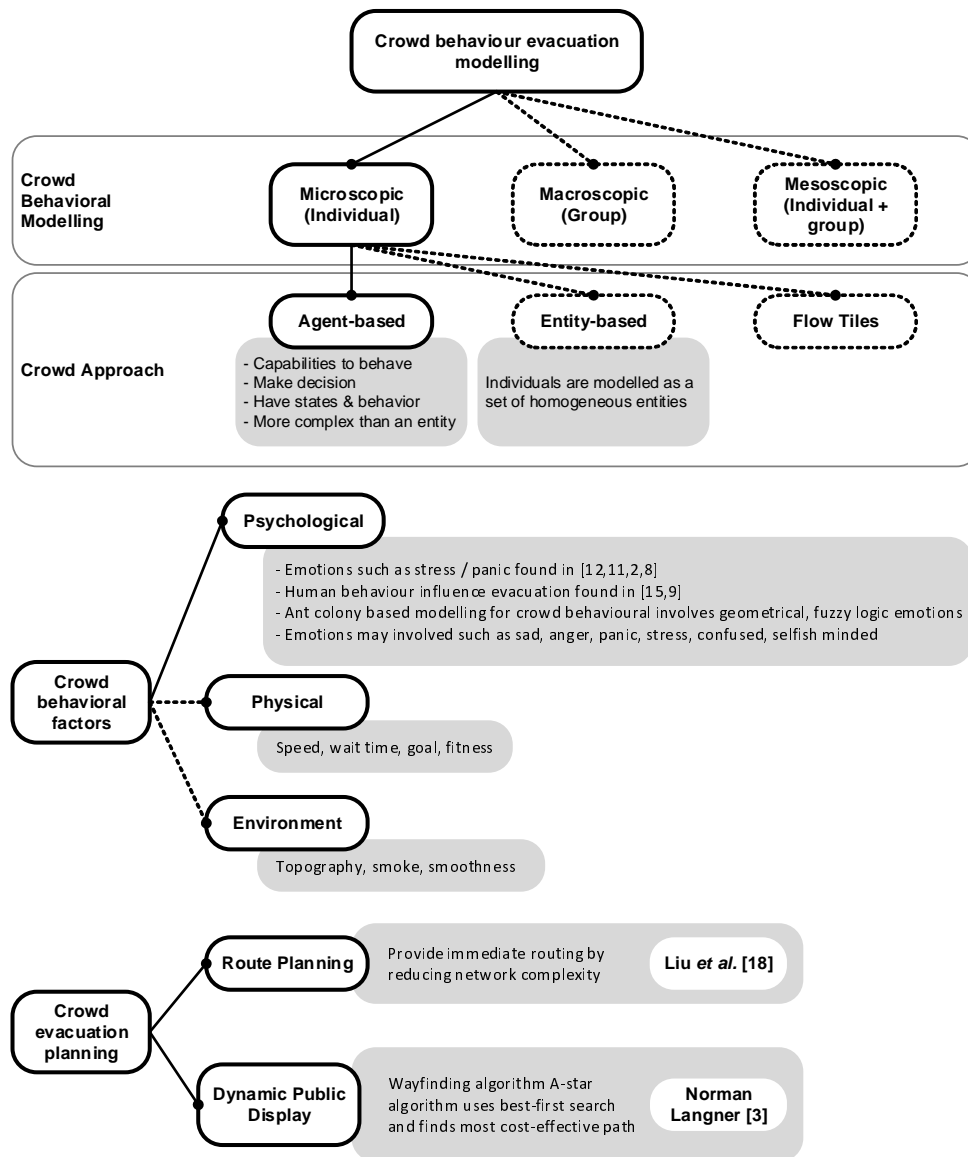 Crowd behaviour evacuation
modelling
Crowd
Behavioral
Modelling
Microscopic
(Individual)
Macroscopic
(Group)
Mesoscopic
(Individual +
group)
Crowd Approach
Agent-based
Entity-based
Flow Tiles
- Capabilities to behave
- Make decision
- Have states & behavior
- More complex than an entity
Individuals are modelled as a
set of homogeneous entities
Crowd
behavioral
factors
Psychological
- Emotions such as stress / panic found in [12,11,2,8]
- Human behaviour influence evacuation found in [15,9]
- Ant colony based modelling for crowd behavioural involves geometrical, fuzzy logic emotions
- Emotions may involved such as sad, anger, panic, stress, confused, selfish minded
Physical
Speed, wait time, goal, fitness
Environment
Topography, smoke, smoothness
Crowd
evacuation
planning
Route Planning
Provide immediate routing by
reducing network complexity
Liu et al. [18]
Dynamic Public
Display
Wayfinding algorithm A-star
algorithm uses best-first search
and finds most cost-effective path
Norman
Langner [3]